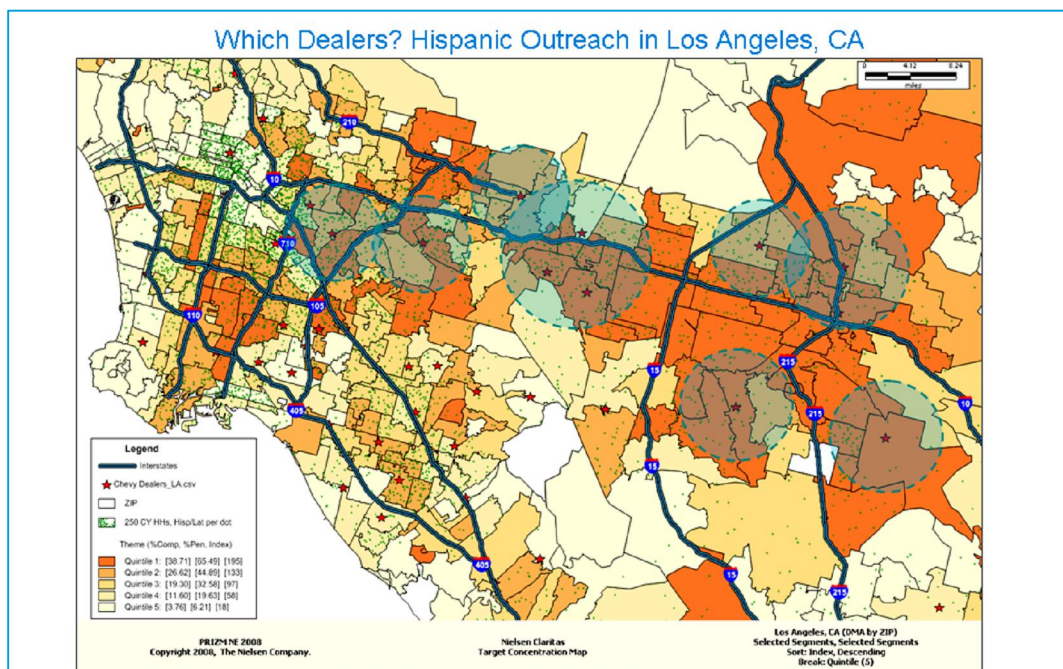 Which Dealers? Hispanic Outreach in Los Angeles, CA
0 4.12 8.24
miles
210
10
710
105
110
15
215
215
405
10
15
405
15
215
Legend
Interstates
Chevy Dealers_LA.csv
ZIP
250 CY HHs, Hisp/Lat per dot
Theme (%Comp, %Pen, Index)
Quintile 1: [38.71] [65.49] [195]
Quintile 2: [26.62] [44.89] [133]
Quintile 3: [19.30] [32.58] [97]
Quintile 4: [11.60] [19.63] [58]
Quintile 5: [3.76] [6.21] [18]
PRIZM NE 2008
Copyright 2008, The Nielsen Company.
Nielsen Claritas
Target Concentration Map
Los Angeles, CA (DMA by ZIP)
Selected Segments, Selected Segments
Sort: Index, Descending
Break: Quintile (5)